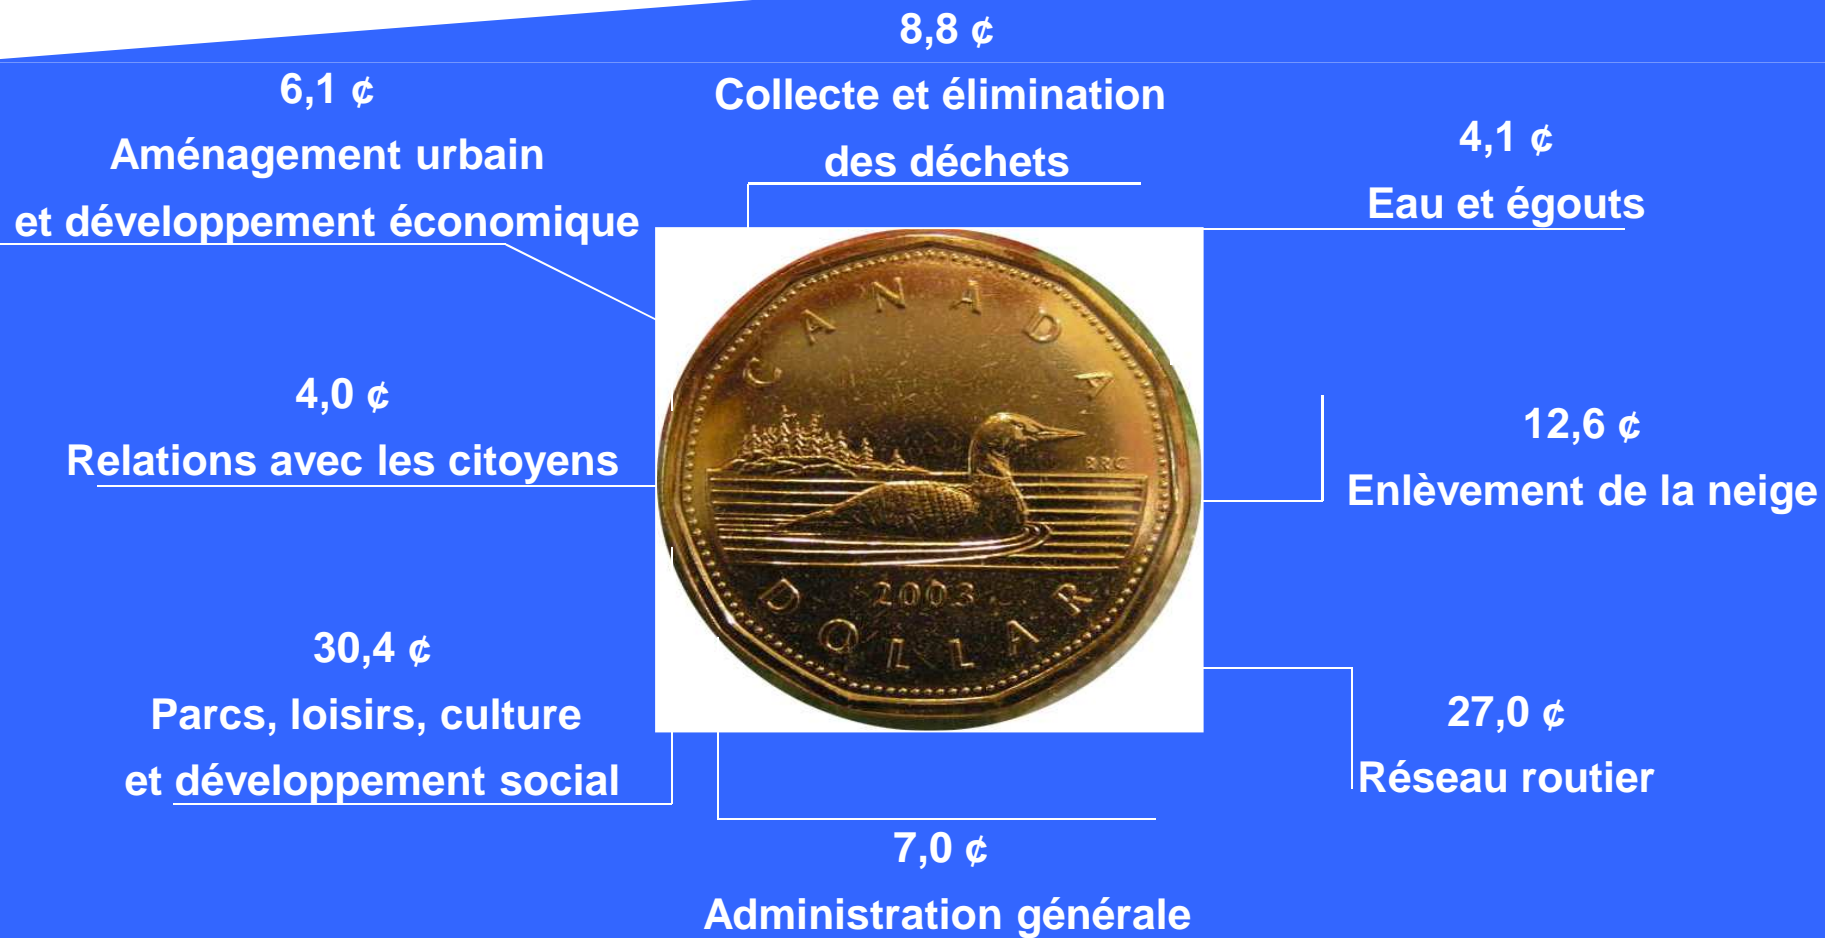 8,8 ¢
Collecte et élimination
des déchets
6,1 ¢
Aménagement urbain
et développement économique
4,1 ¢
Eau et égouts
4,0 ¢
Relations avec les citoyens
12,6 ¢
Enlèvement de la neige
30,4 ¢
Parcs, loisirs, culture
et développement social
27,0 ¢
Réseau routier
7,0 ¢
Administration générale
CANADA
RRC
2003
DOLLAR